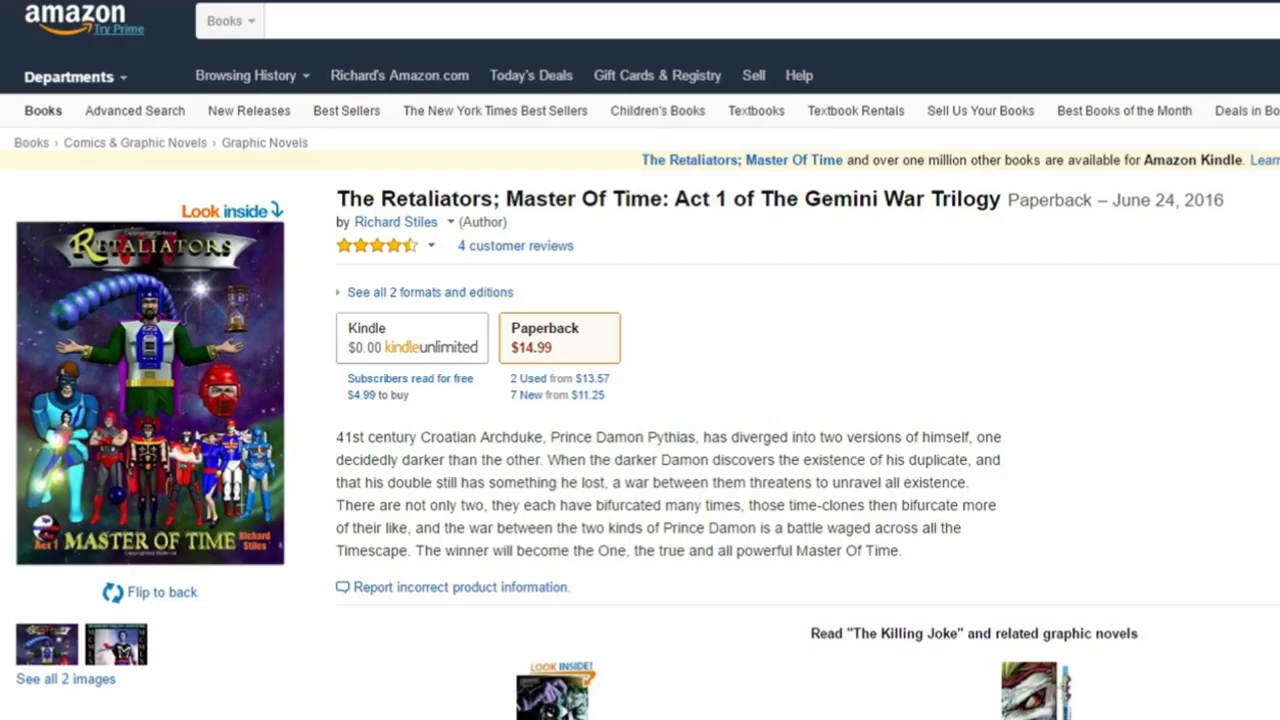 amazon
Try Prime
Books
Departments
Browsing History
Richard's Amazon.com
Today's Deals
Gift Cards & Registry
Sell
Help
Books
Advanced Search
New Releases
Best Sellers
The New York Times Best Sellers
Children's Books
Textbooks
Textbook Rentals
Sell Us Your Books
Best Books of the Month
Deals in Bo
Books › Comics & Graphic Novels › Graphic Novels
The Retaliators; Master Of Time and over one million other books are available for Amazon Kindle. Learn
Look inside
The Retaliators; Master Of Time: Act 1 of The Gemini War Trilogy Paperback – June 24, 2016
by Richard Stiles (Author)
4 customer reviews
See all 2 formats and editions
Kindle
$0.00 kindleunlimited
Subscribers read for free
$4.99 to buy
Paperback
$14.99
2 Used from $13.57
7 New from $11.25
RETALIATORS
Act 1
MASTER OF TIME
Richard
Stiles
41st century Croatian Archduke, Prince Damon Pythias, has diverged into two versions of himself, one
decidedly darker than the other. When the darker Damon discovers the existence of his duplicate, and
that his double still has something he lost, a war between them threatens to unravel all existence.
There are not only two, they each have bifurcated many times, those time-clones then bifurcate more
of their like, and the war between the two kinds of Prince Damon is a battle waged across all the
Timescape. The winner will become the One, the true and all powerful Master Of Time.
Report incorrect product information.
Flip to back
See all 2 images
Read "The Killing Joke" and related graphic novels
LOOK INSIDE!